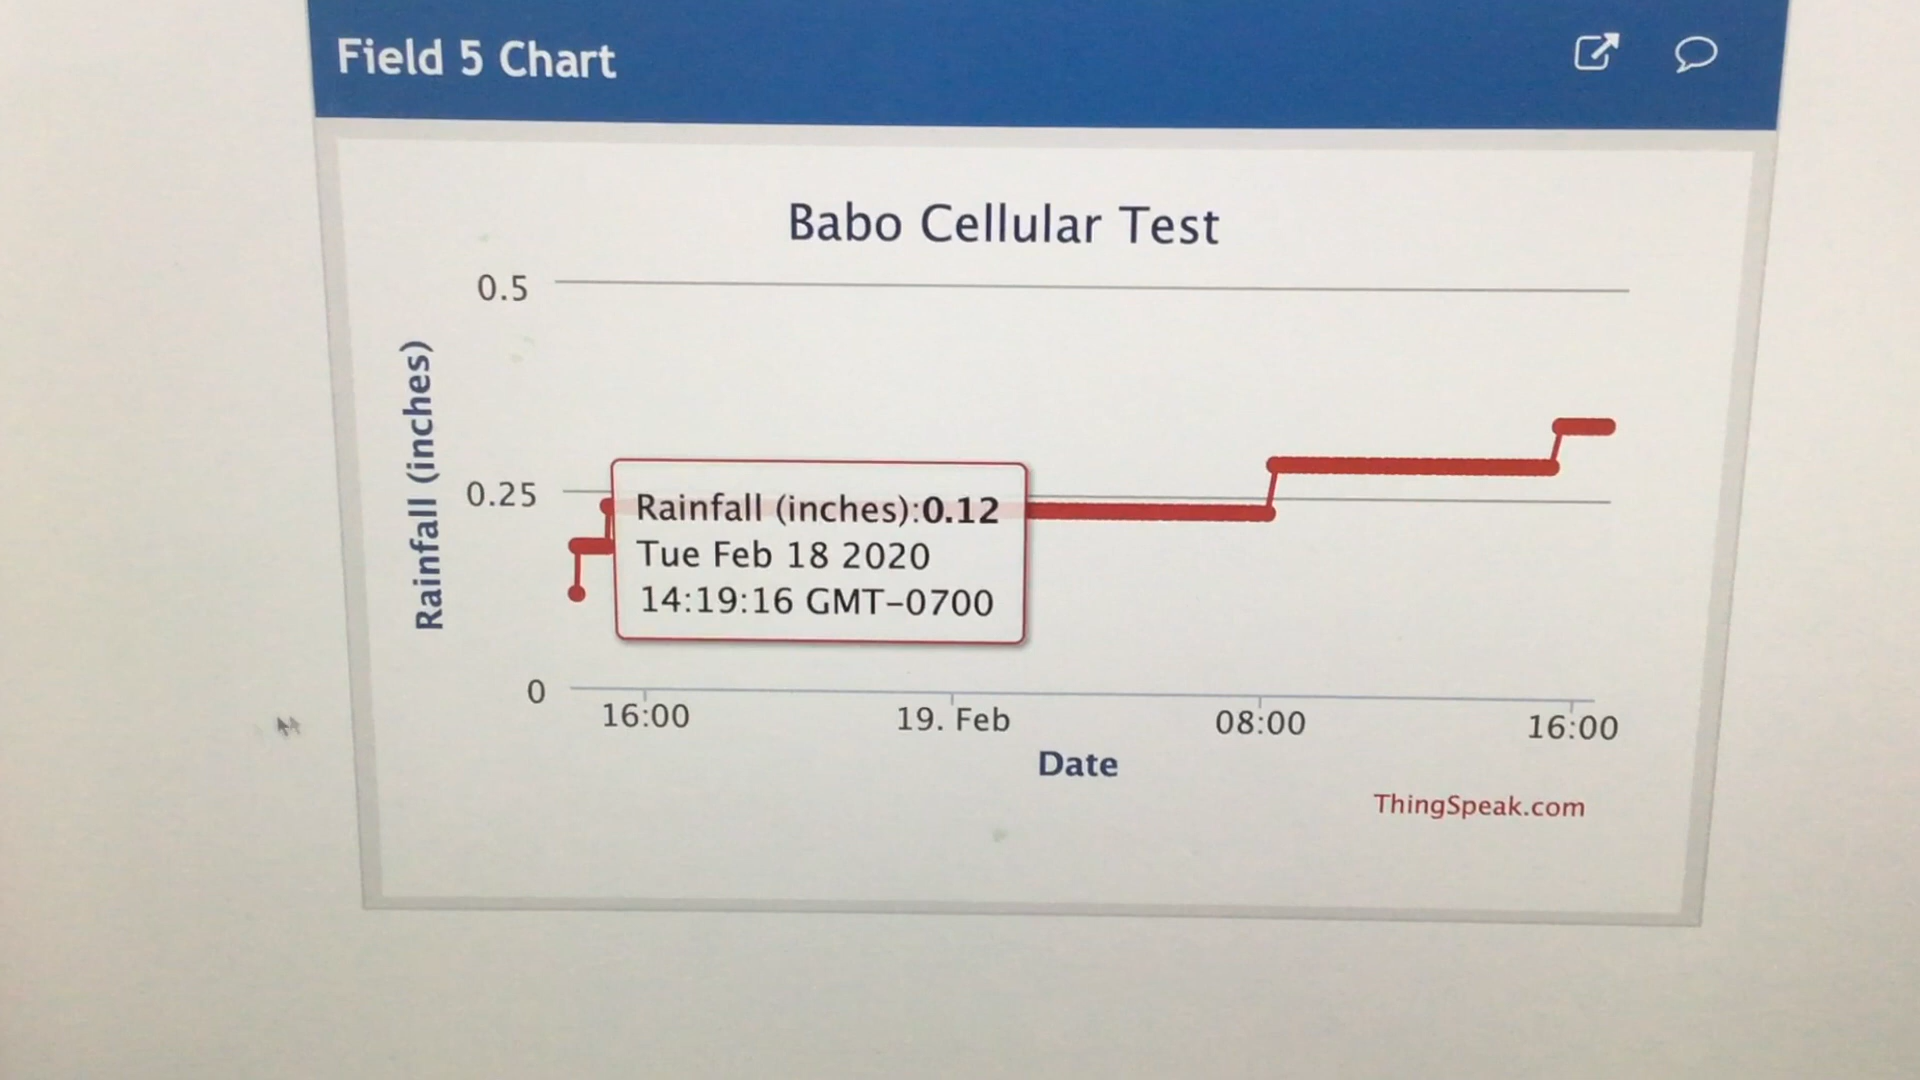 Field 5 Chart
Babo Cellular Test
0.5
0.25
0
Rainfall (inches)
Rainfall (inches):0.12
Tue Feb 18 2020
14:19:16 GMT-0700
16:00 19. Feb 08:00 16:00
Date
ThingSpeak.com